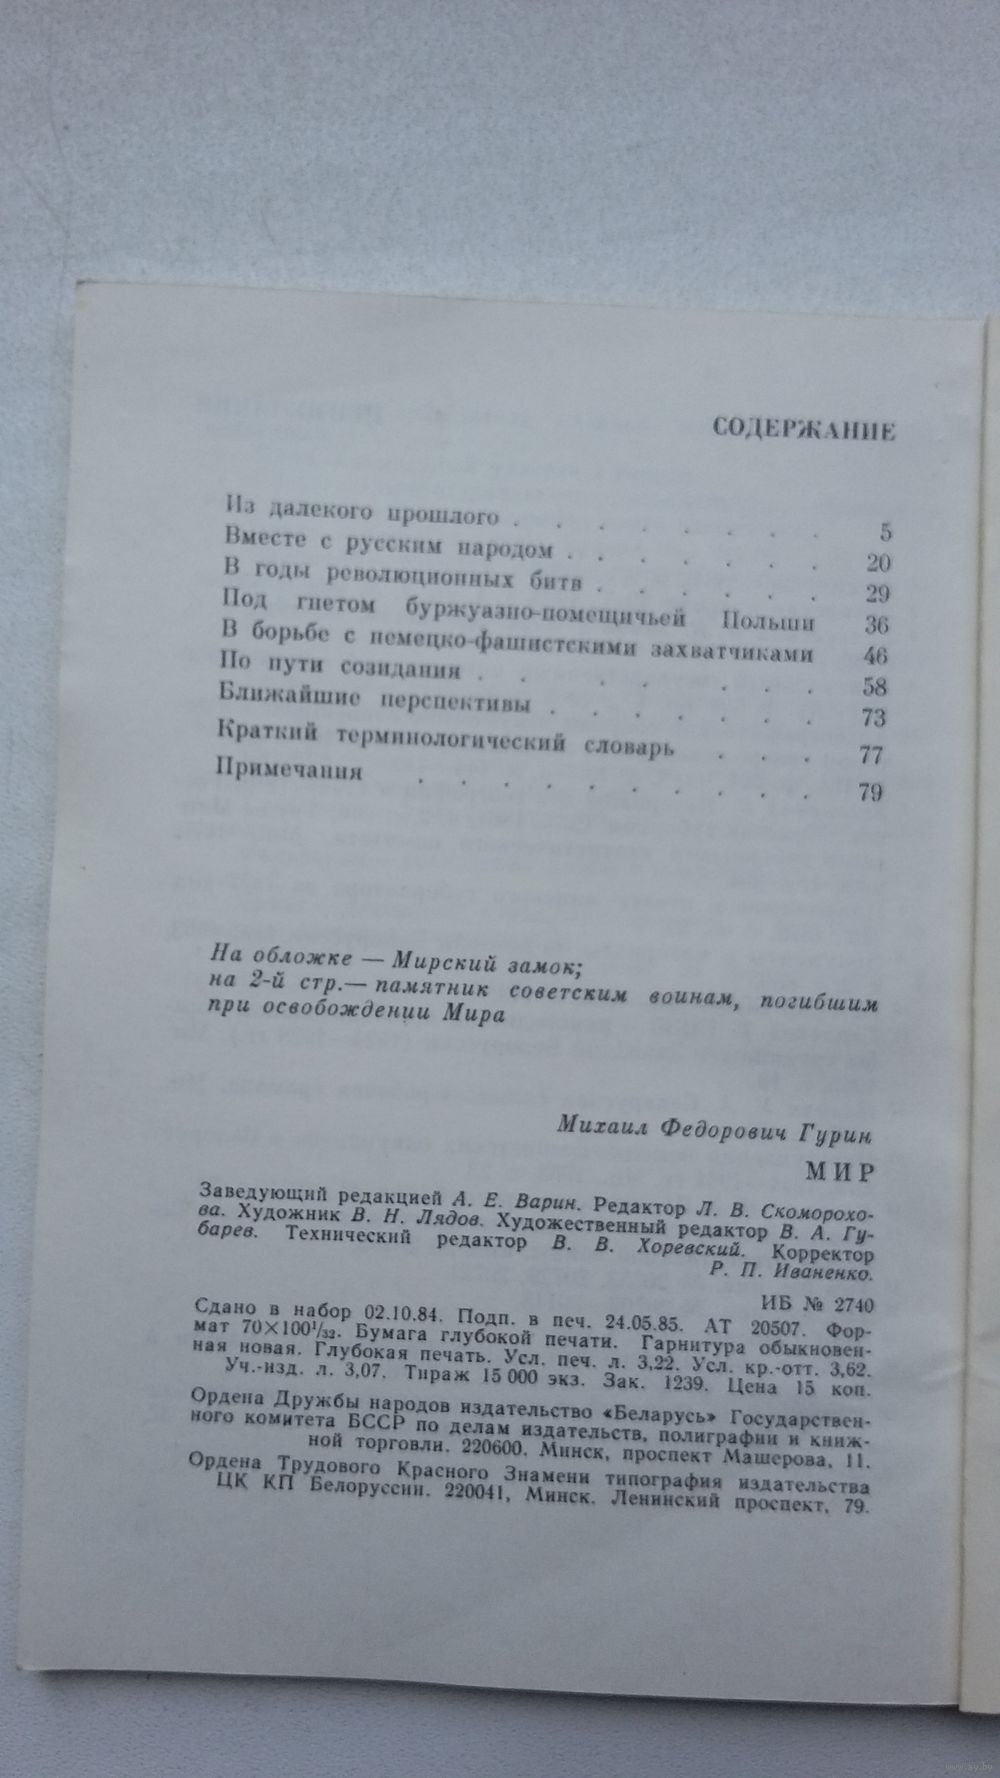 СОДЕРЖАНИЕ
Из далекого прошлого . . . . . . . . 5
Вместе с русским народом . . . . . . . 20
В годы революционных битв . . . . . . 29
Под гнетом буржуазно-помещичьей Польши 36
В борьбе с немецко-фашистскими захватчиками 46
По пути созидания . . . . . . . 58
Ближайшие перспективы . . . . . . . 73
Краткий терминологический словарь . . . 77
Примечания . . . . . . . . . . 79
На обложке — Мирский замок;
на 2-й стр.— памятник советским воинам, погибшим
при освобождении Мира
Михаил Федорович Гурин
МИР
Заведующий редакцией А. Е. Варин. Редактор Л. В. Скоморохо-
ва. Художник В. Н. Лядов. Художественный редактор В. А. Гу-
барев. Технический редактор В. В. Хоревский. Корректор
Р. П. Иваненко.
ИБ № 2740
Сдано в набор 02.10.84. Подп. в печ. 24.05.85. АТ 20507. Фор-
мат 70×100¹/₃₂. Бумага глубокой печати. Гарнитура обыкновен-
ная новая. Глубокая печать. Усл. печ. л. 3,22. Усл. кр.-отт. 3,62.
Уч.-изд. л. 3,07. Тираж 15 000 экз. Зак. 1239. Цена 15 коп.
Ордена Дружбы народов издательство «Беларусь» Государствен-
ного комитета БССР по делам издательств, полиграфии и книж-
ной торговли. 220600. Минск, проспект Машерова, 11.
Ордена Трудового Красного Знамени типография издательства
ЦК КП Белоруссии. 220041, Минск. Ленинский проспект, 79.
www.ay.by